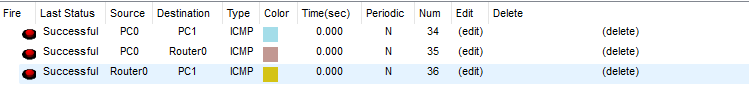 Fire Last Status Source Destination Type Color Time(sec) Periodic Num Edit Delete
Successful PC0 PC1 ICMP 0.000 N 34 (edit) (delete)
Successful PC0 Router0 ICMP 0.000 N 35 (edit) (delete)
Successful Router0 PC1 ICMP 0.000 N 36 (edit) (delete)